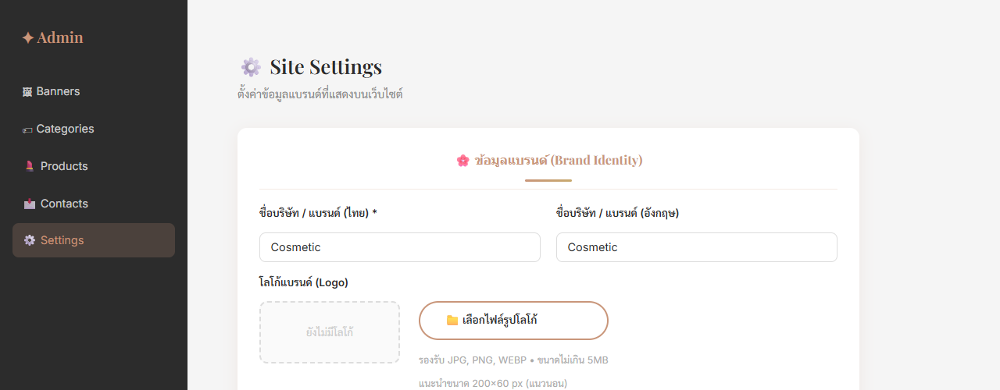 ✦ Admin
Banners
Categories
Products
Contacts
Settings
Site Settings
ตั้งค่าข้อมูลแบรนด์ที่แสดงบนเว็บไซต์
ข้อมูลแบรนด์ (Brand Identity)
ชื่อบริษัท / แบรนด์ (ไทย) *
ชื่อบริษัท / แบรนด์ (อังกฤษ)
Cosmetic
Cosmetic
โลโก้แบรนด์ (Logo)
ยังไม่มีโลโก้
เลือกไฟล์รูปโลโก้
รองรับ JPG, PNG, WEBP • ขนาดไม่เกิน 5MB
แนะนำขนาด 200×60 px (แนวนอน)